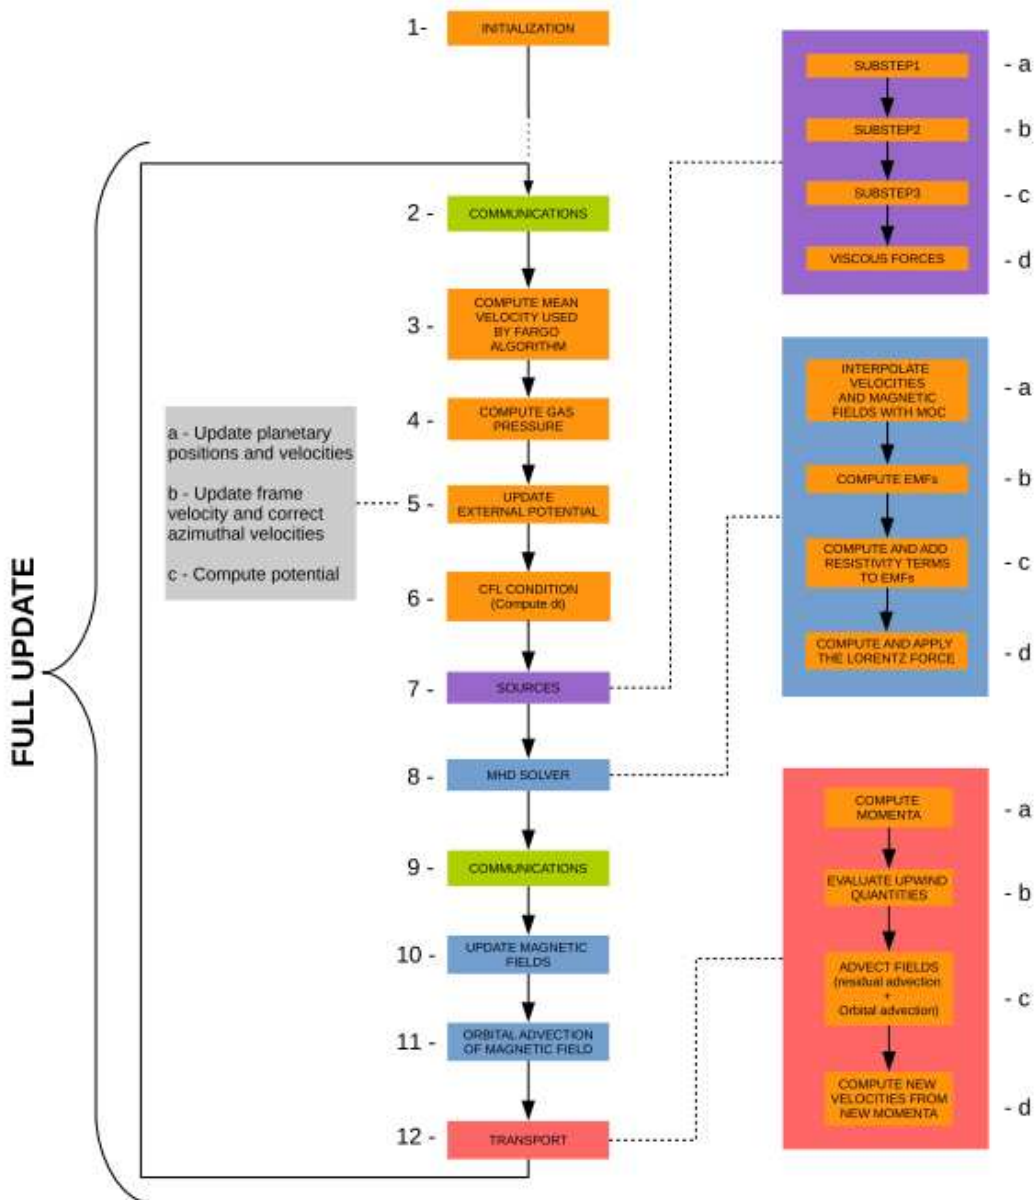 1-
INITIALIZATION
FULL UPDATE
2 -
COMMUNICATIONS
3 -
COMPUTE MEAN
VELOCITY USED
BY FARGO
ALGORITHM
4 -
COMPUTE GAS
PRESSURE
a - Update planetary
positions and velocities
b - Update frame
velocity and correct
azimuthal velocities
c - Compute potential
5 -
UPDATE
EXTERNAL POTENTIAL
6 -
CFL CONDITION
(Compute dt)
7 -
SOURCES
8 -
MHD SOLVER
9 -
COMMUNICATIONS
10 -
UPDATE MAGNETIC
FIELDS
11 -
ORBITAL ADVECTION
OF MAGNETIC FIELD
12 -
TRANSPORT
SUBSTEP1
- a
SUBSTEP2
- b
SUBSTEP3
- c
VISCOUS FORCES
- d
INTERPOLATE
VELOCITIES
AND MAGNETIC
FIELDS WITH MOC
- a
COMPUTE EMFs
- b
COMPUTE AND ADD
RESISTIVITY TERMS
TO EMFs
- c
COMPUTE AND APPLY
THE LORENTZ FORCE
- d
COMPUTE
MOMENTA
- a
EVALUATE UPWIND
QUANTITIES
- b
ADVECT FIELDS
(residual advection
+
Orbital advection)
- c
COMPUTE NEW
VELOCITIES FROM
NEW MOMENTA
- d